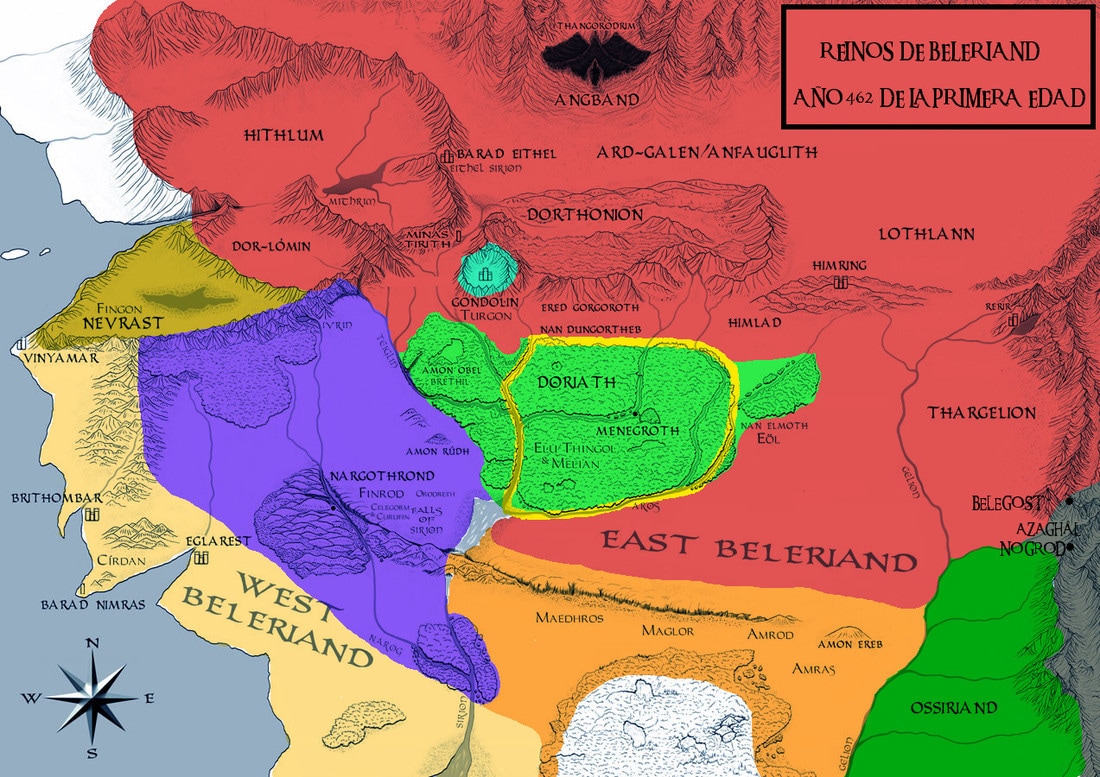 THANGORODRIM
ANGBAND
REINOS DE BELERIAND
AÑO 462 DE LA PRIMERA EDAD
HITHLUM
BARAD EITHEL
EITHEL SIRION
ARD-GALEN/ANFAUGLITH
MITHRIM
DORTHONION
DOR-LÓMIN
MINAS
TIRITH
LOTHLANN
HIMRING
GONDOLIN
TURGON
ERED GORGOROTH
RERIR
FINGON
NEVRAST
IVRIN
NAN DUNGORTHEB
HIMLAD
VINYAMAR
TEIGLIN
AMON OBEL
BRETHIL
DORIATH
MENEGROTH
NAN ELMOTH
EÖL
THARGELION
AMON RÛDH
ELU THINGOL
& MELIAN
NARGOTHROND
FINROD
ORODRETH
CELEGORM
CURUFIN
FALLS
OF
SIRION
GELION
BRITHOMBAR
AROS
BELEGOST
AZAGHÂL
NOGROD
EGLAREST
EAST BELERIAND
CÍRDAN
BARAD NIMRAS
WEST
BELERIAND
MAEDHROS
MAGLOR
AMROD
AMON EREB
AMRAS
NAROG
N
W
E
S
SIRION
OSSIRIAND
GELION